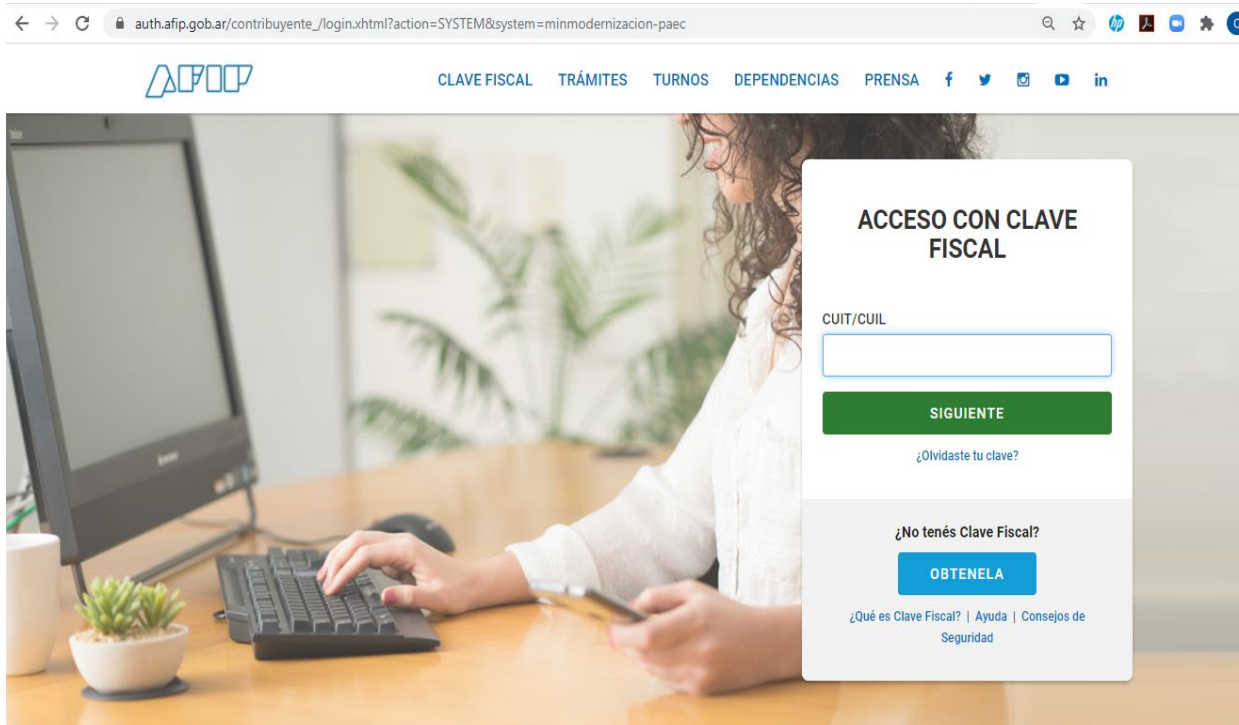 auth.afip.gob.ar/contribuyente_/login.xhtml?action=SYSTEM&system=minmodernizacion-paec
AFIP
CLAVE FISCAL TRÁMITES TURNOS DEPENDENCIAS PRENSA
ACCESO CON CLAVE
FISCAL
CUIT/CUIL
SIGUIENTE
¿Olvidaste tu clave?
¿No tenés Clave Fiscal?
OBTENELA
¿Qué es Clave Fiscal? | Ayuda | Consejos de
Seguridad